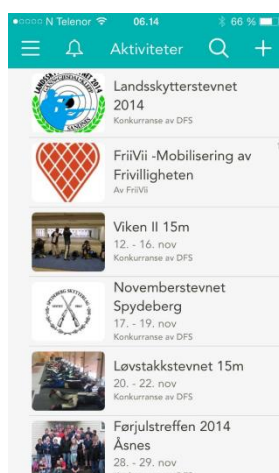 N Telenor 06.14 66 %
Aktiviteter
Landsskytterstevnet
2014
Konkurranse av DFS
FriiVii -Mobilisering av
Frivilligheten
Av FriiVii
Viken II 15m
12. - 16. nov
Konkurranse av DFS
Novemberstevnet
Spydeberg
17. - 19. nov
Konkurranse av DFS
Løvstakkstevnet 15m
20. - 22. nov
Konkurranse av DFS
Førjulstreffen 2014
Åsnes
28. - 29. nov